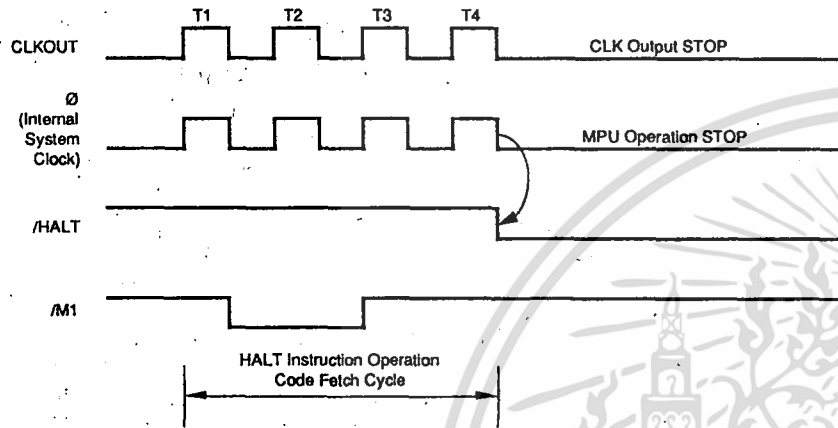 T1 T2 T3 T4
CLKOUT
CLK Output STOP
Ø
(Internal
System
Clock)
MPU Operation STOP
/HALT
/M1
HALT Instruction Operation
Code Fetch Cycle